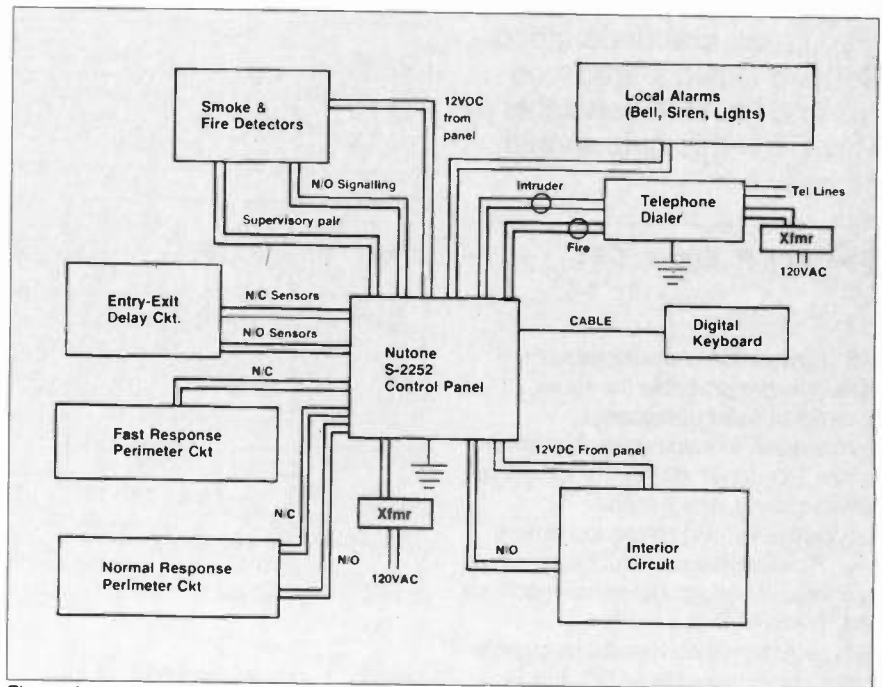 Smoke &
Fire Detectors
12VOC
from
panel
Local Alarms
(Bell, Siren, Lights)
N/O Signalling
Supervisory pair
Intruder
Fire
Telephone
Dialer
Tel Lines
Xfmr
120VAC
Entry-Exit
Delay Ckt.
N/C Sensors
N/O Sensors
Nutone
S-2252
Control Panel
CABLE
Digital
Keyboard
N/C
Fast Response
Perimeter Ckt
N/C
N/O
Normal Response
Perimeter Ckt
Xfmr
120VAC
12VDC From panel
N/O
Interior
Circuit